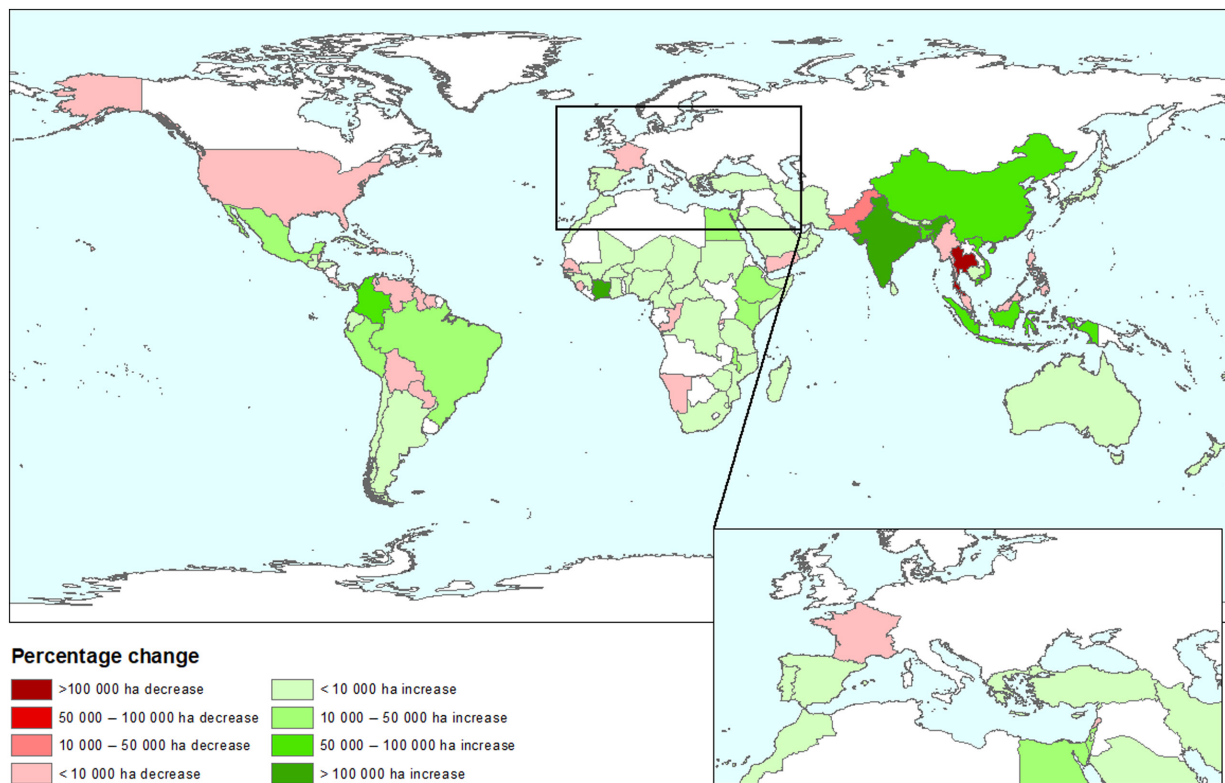 Percentage change
>100 000 ha decrease
50 000 – 100 000 ha decrease
10 000 – 50 000 ha decrease
< 10 000 ha decrease
< 10 000 ha increase
10 000 – 50 000 ha increase
50 000 – 100 000 ha increase
> 100 000 ha increase